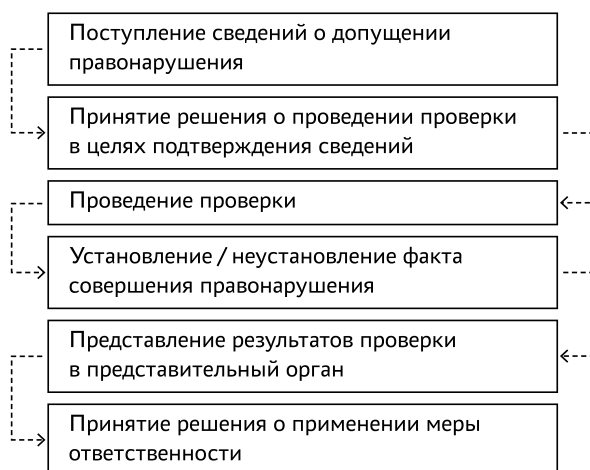 Поступление сведений о допущении
правонарушения
Принятие решения о проведении проверки
в целях подтверждения сведений
Проведение проверки
Установление / неустановление факта
совершения правонарушения
Представление результатов проверки
в представительный орган
Принятие решения о применении меры
ответственности